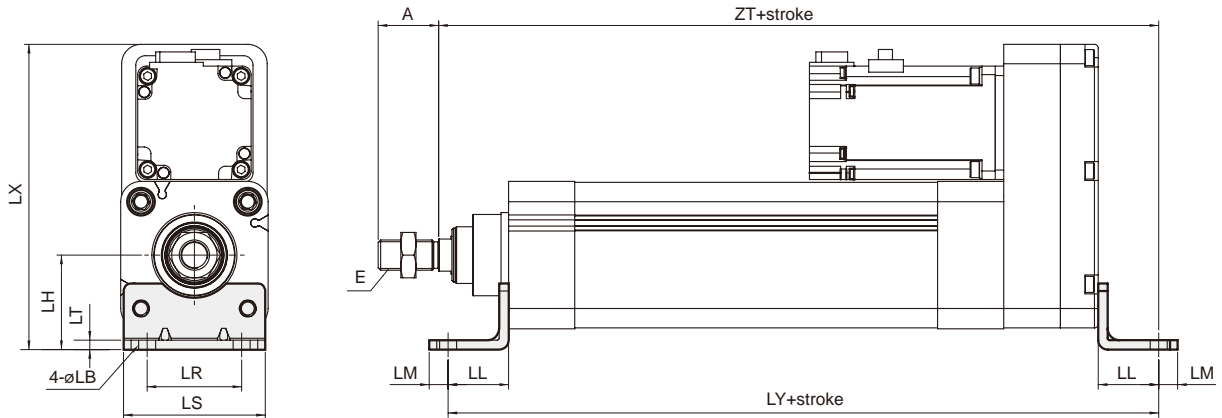 A
ZT+stroke
LX
LH
LT
E
4-øLB
LR
LS
LM
LL
LY+stroke
LL
LM